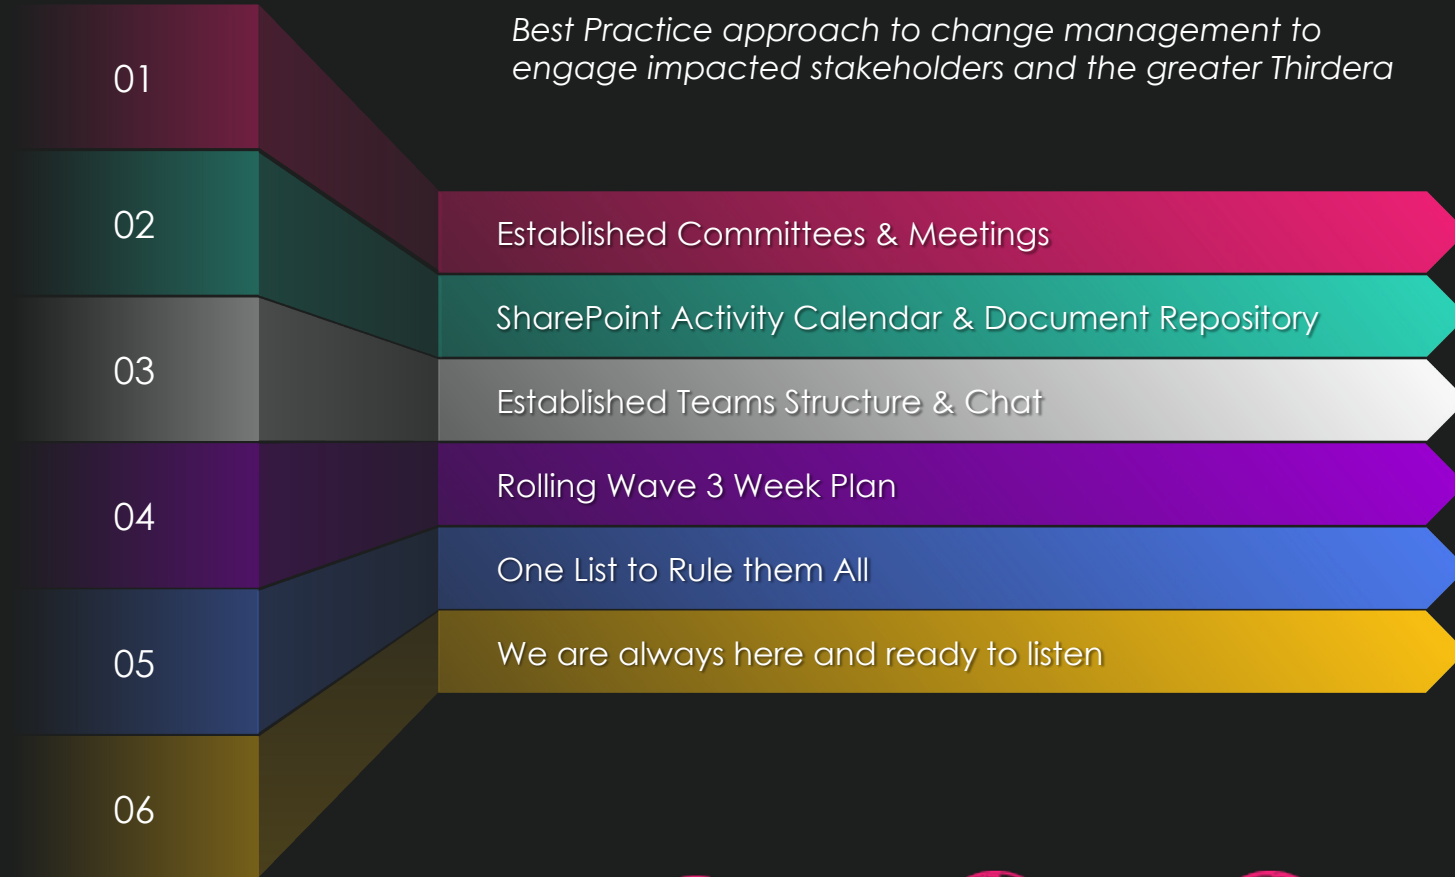 Best Practice approach to change management to
engage impacted stakeholders and the greater Thirdera
01
Established Committees & Meetings
02
SharePoint Activity Calendar & Document Repository
03
Established Teams Structure & Chat
04
Rolling Wave 3 Week Plan
05
One List to Rule them All
06
We are always here and ready to listen